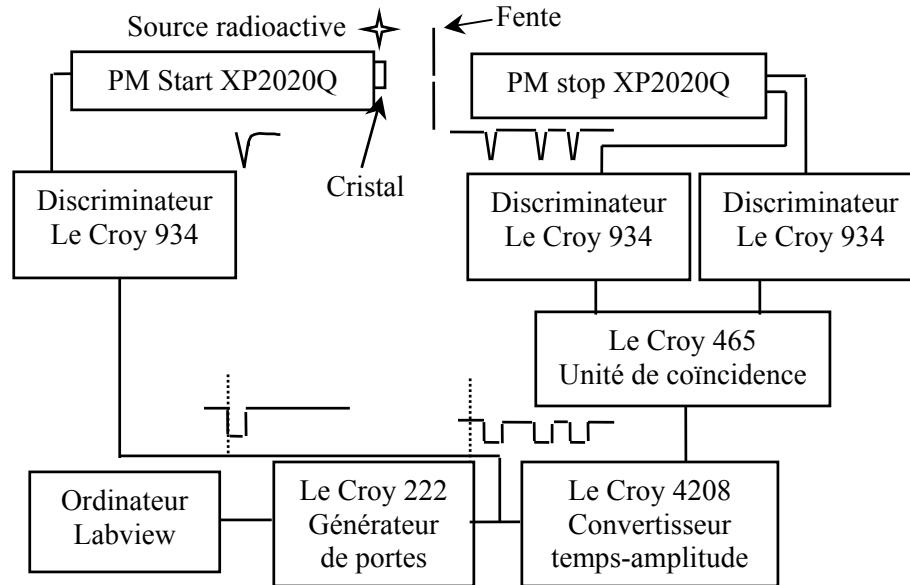 Source radioactive
Fente
PM Start XP2020Q
PM stop XP2020Q
Cristal
Discriminateur
Le Croy 934
Discriminateur
Le Croy 934
Discriminateur
Le Croy 934
Le Croy 465
Unité de coïncidence
Ordinateur
Labview
Le Croy 222
Générateur
de portes
Le Croy 4208
Convertisseur
temps-amplitude